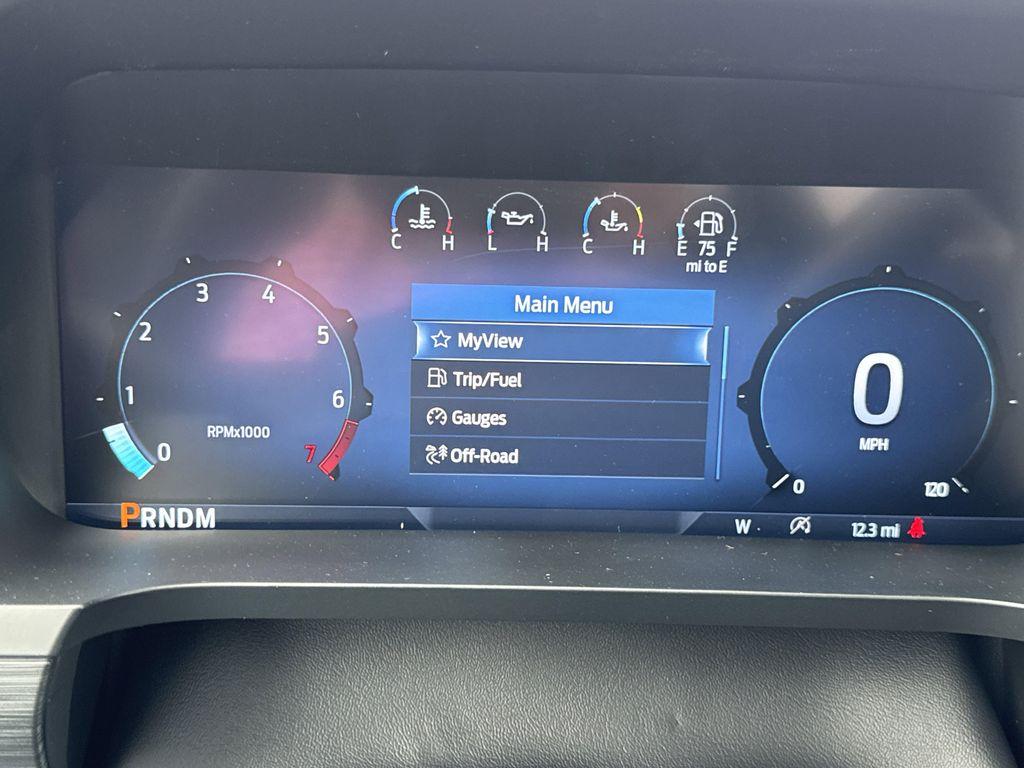 C H
L H
C H
E 75 F
mi to E
Main Menu
MyView
Trip/Fuel
Gauges
Off-Road
0
1
2
3
4
5
6
7
RPMx1000
0
MPH
0
120
PRNDM
W
12.3 mi